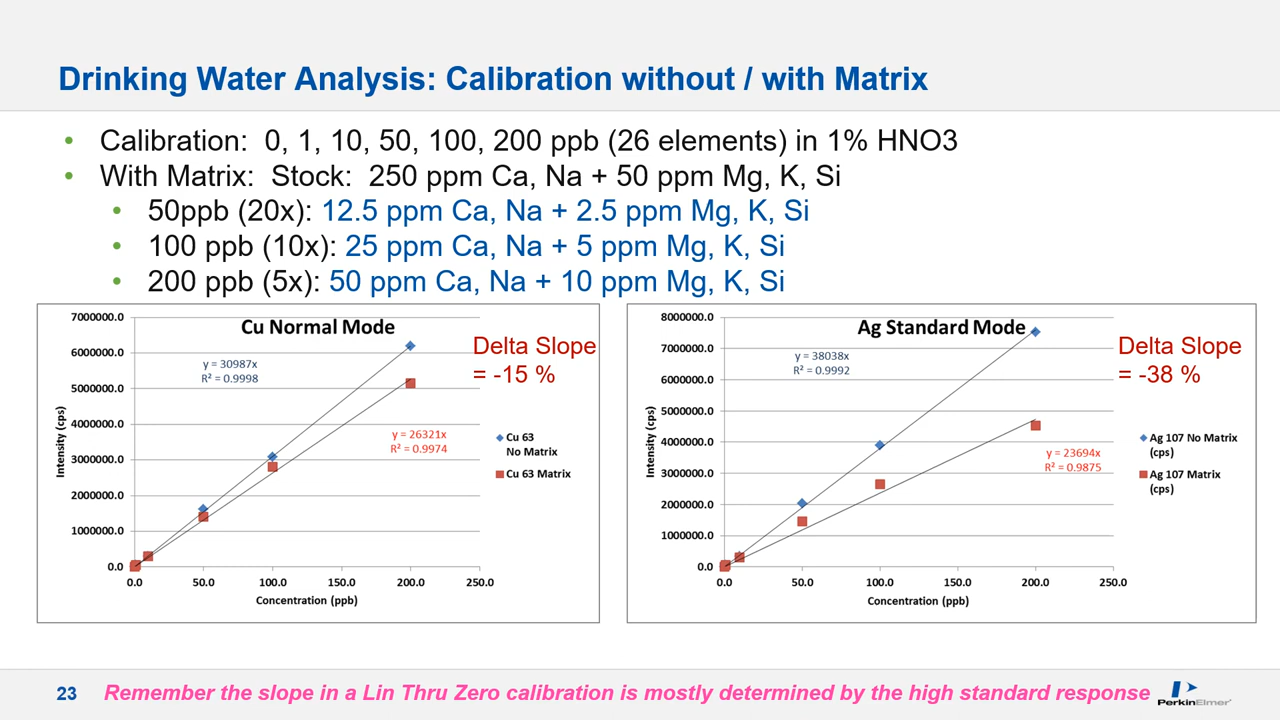 Drinking Water Analysis: Calibration without / with Matrix
• Calibration:  0, 1, 10, 50, 100, 200 ppb (26 elements) in 1% HNO3
• With Matrix:  Stock:  250 ppm Ca, Na + 50 ppm Mg, K, Si
• 50ppb (20x): 12.5 ppm Ca, Na + 2.5 ppm Mg, K, Si
• 100 ppb (10x): 25 ppm Ca, Na + 5 ppm Mg, K, Si
• 200 ppb (5x): 50 ppm Ca, Na + 10 ppm Mg, K, Si
Cu Normal Mode
7000000.0
6000000.0
5000000.0
4000000.0
3000000.0
2000000.0
1000000.0
0.0
Intensity (cps)
y = 30987x
R² = 0.9998
y = 26321x
R² = 0.9974
0.0 50.0 100.0 150.0 200.0 250.0
Concentration (ppb)
Delta Slope
= -15 %
Cu 63
No Matrix
Cu 63 Matrix
Ag Standard Mode
8000000.0
7000000.0
6000000.0
5000000.0
4000000.0
3000000.0
2000000.0
1000000.0
0.0
Intensity (cps)
y = 38038x
R² = 0.9992
y = 23694x
R² = 0.9875
0.0 50.0 100.0 150.0 200.0 250.0
Concentration (ppb)
Delta Slope
= -38 %
Ag 107 No Matrix
(cps)
Ag 107 Matrix
(cps)
23
Remember the slope in a Lin Thru Zero calibration is mostly determined by the high standard response
PerkinElmer